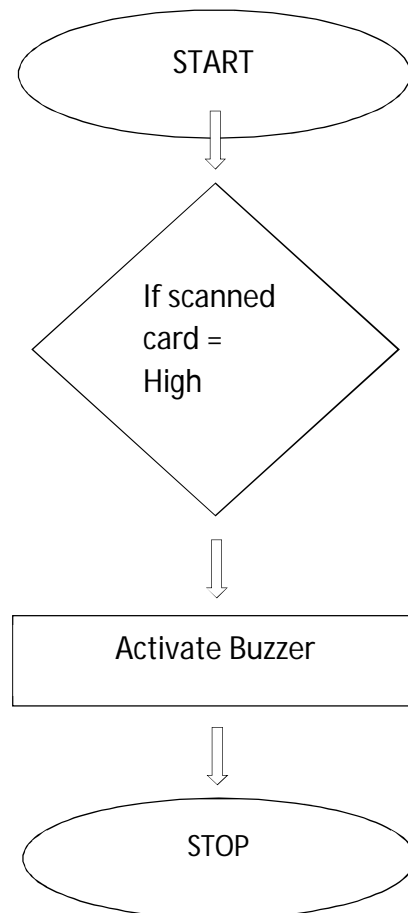 START
If scanned
card =
High
Activate Buzzer
STOP